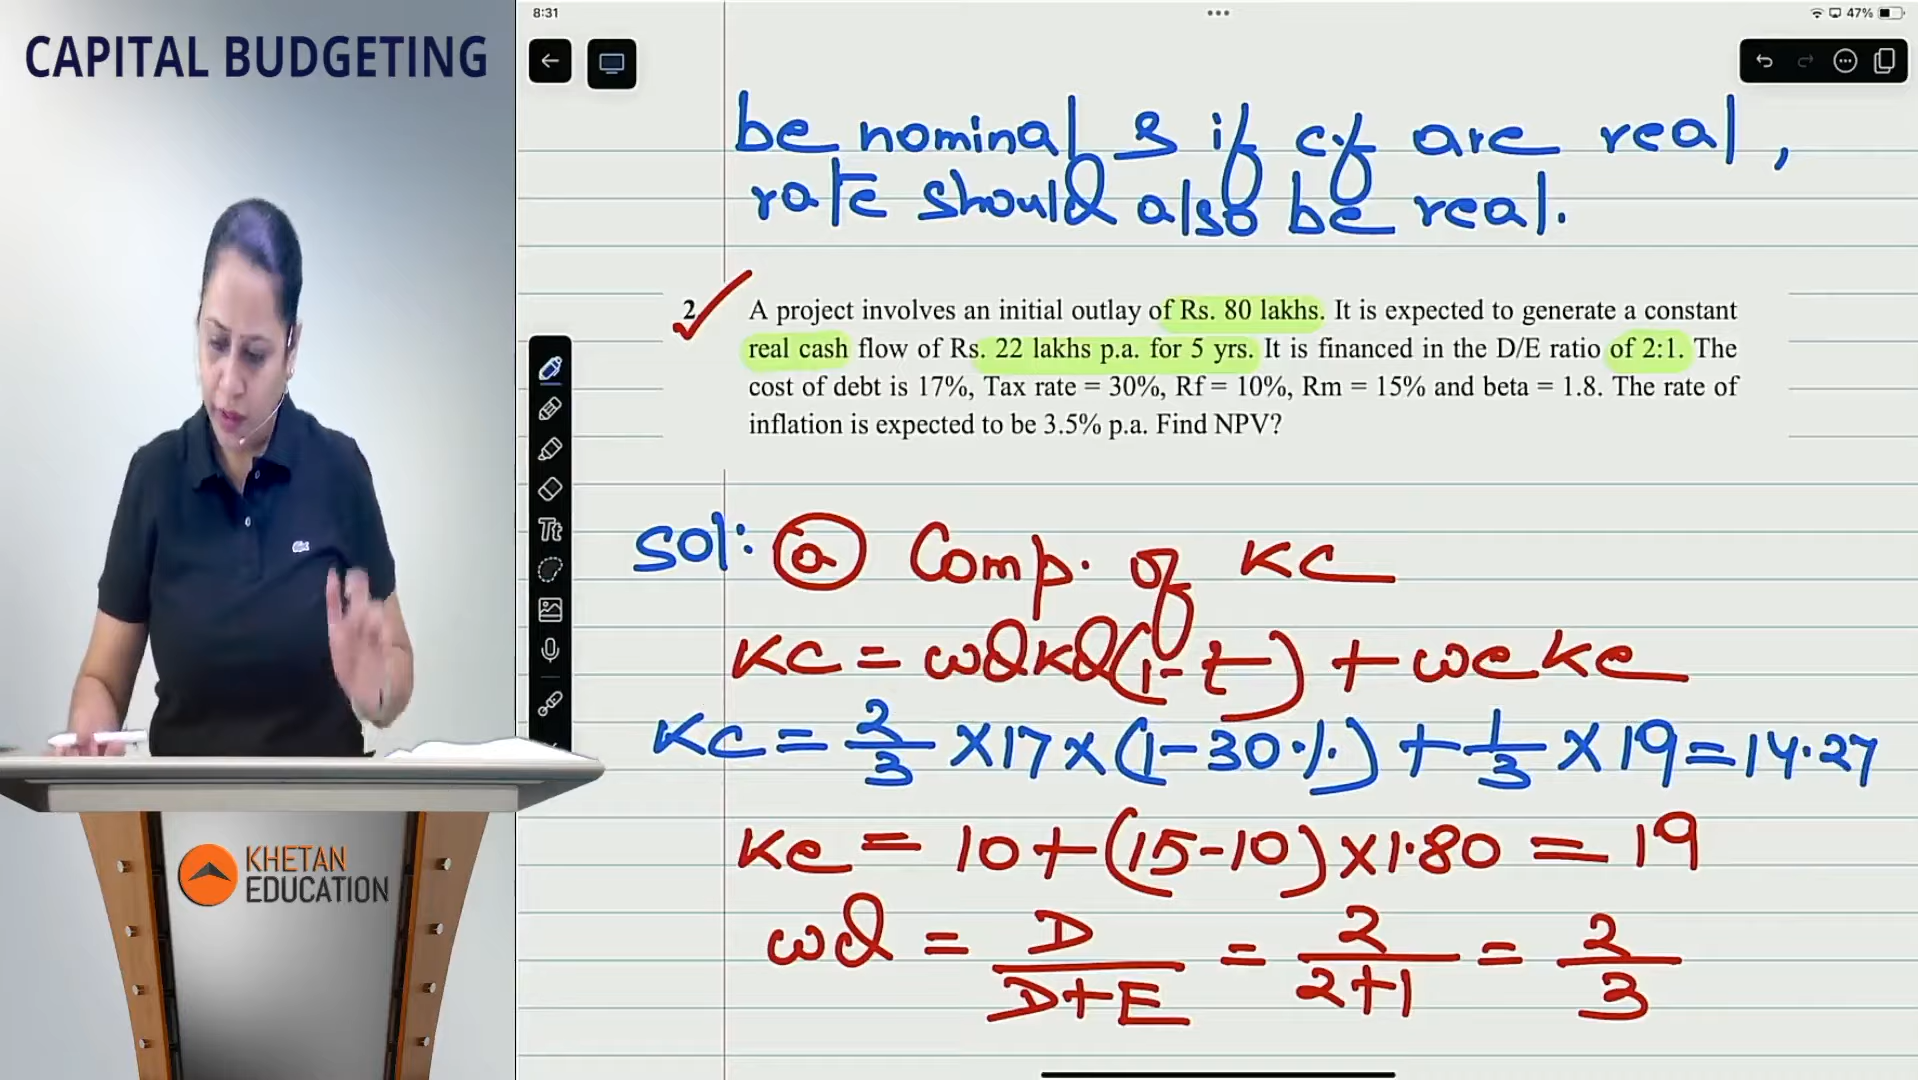 CAPITAL BUDGETING
8:31
47%
be nominal & if cf are real,
rate should also be real.
2. A project involves an initial outlay of Rs. 80 lakhs. It is expected to generate a constant
real cash flow of Rs. 22 lakhs p.a. for 5 yrs. It is financed in the D/E ratio of 2:1. The
cost of debt is 17%, Tax rate = 30%, Rf = 10%, Rm = 15% and beta = 1.8. The rate of
inflation is expected to be 3.5% p.a. Find NPV?
Tt
Sol: (a) Comp. of KC
KC = wdkd(1-t) + weke
KC = 2/3 × 17 × (1-30%) + 1/3 × 19 = 14.27
Ke = 10+(15-10)×1.80 = 19
wd = D/D+E = 2/2+1 = 2/3
KHETAN
EDUCATION